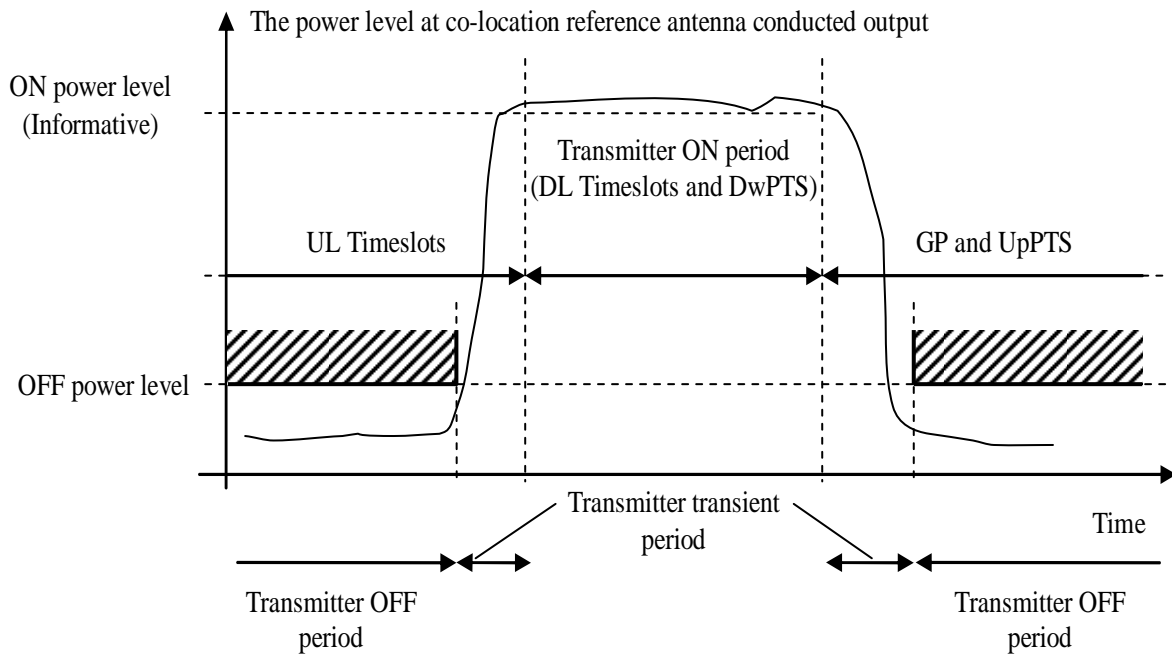 The power level at co-location reference antenna conducted output
ON power level
(Informative)
Transmitter ON period
(DL Timeslots and DwPTS)
UL Timeslots
GP and UpPTS
OFF power level
Transmitter transient
period
Time
Transmitter OFF
period
Transmitter OFF
period